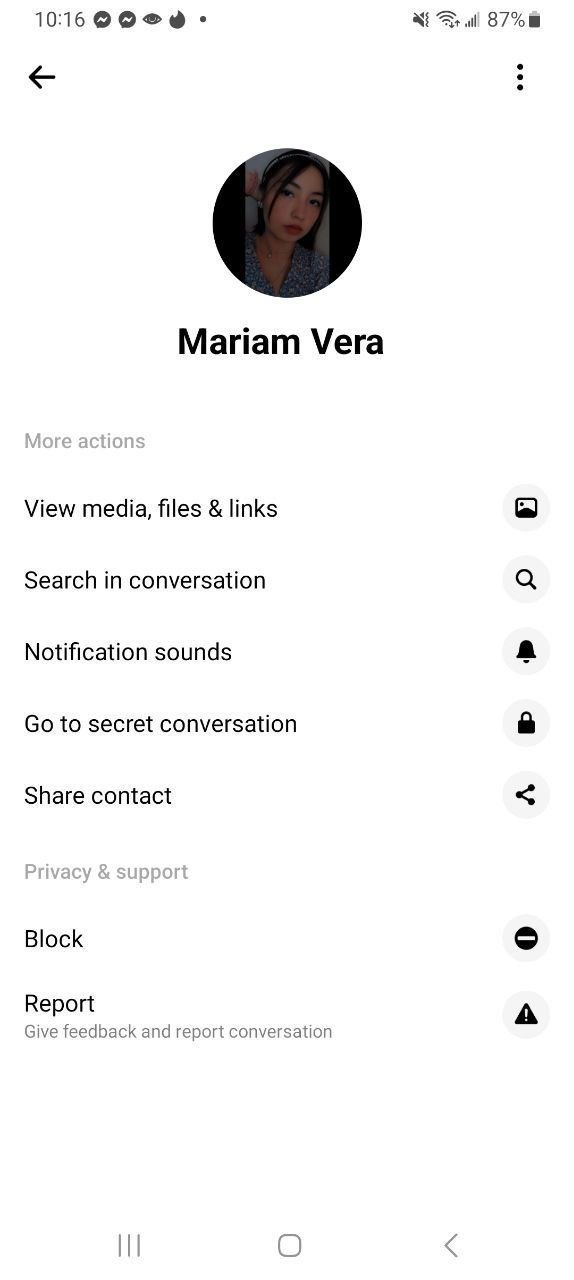 10:16 87%
Mariam Vera
More actions
View media, files & links
Search in conversation
Notification sounds
Go to secret conversation
Share contact
Privacy & support
Block
Report
Give feedback and report conversation